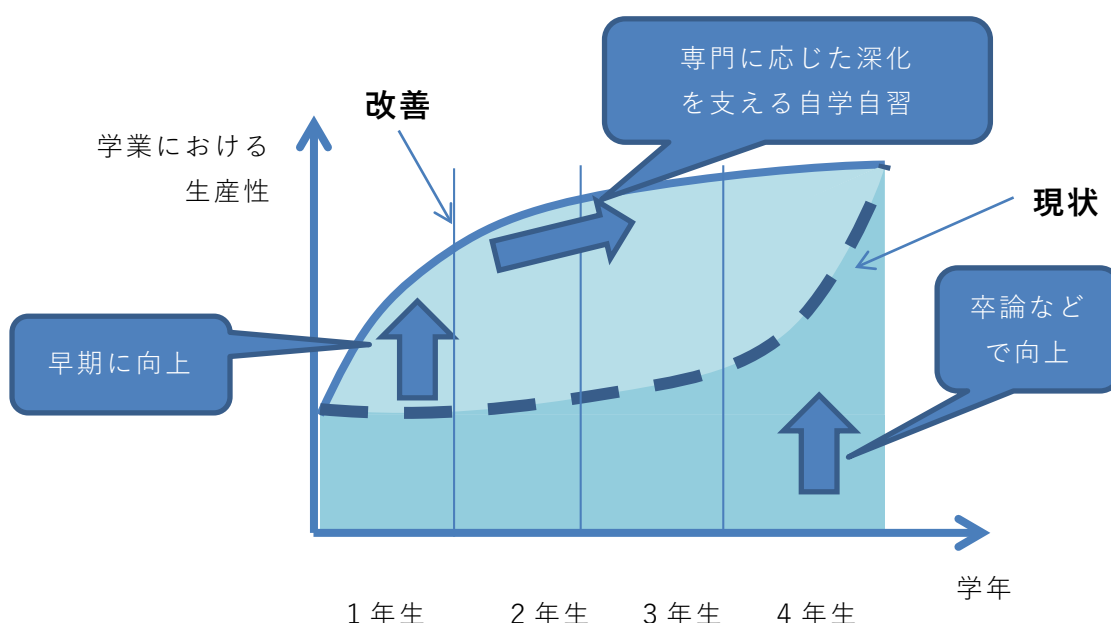 専門に応じた深化
を支える自学自習
改善
学業における
生産性
現状
早期に向上
卒論など
で向上
学年
1 年生
2 年生
3 年生
4 年生